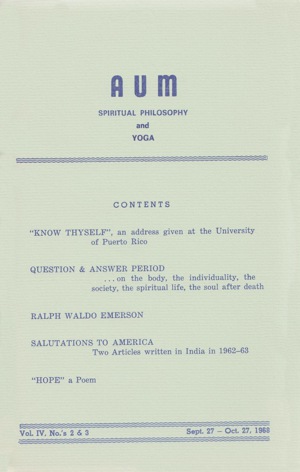 AUM
SPIRITUAL PHILOSOPHY
and
YOGA
CONTENTS
"KNOW THYSELF", an address given at the University
of Puerto Rico
QUESTION & ANSWER PERIOD
...on the body, the individuality, the
society, the spiritual life, the soul after death
RALPH WALDO EMERSON
SALUTATIONS TO AMERICA
Two Articles written in India in 1962-63
"HOPE" a Poem
Vol. IV, No.'s 2 & 3 Sept. 27 - Oct. 27, 1968